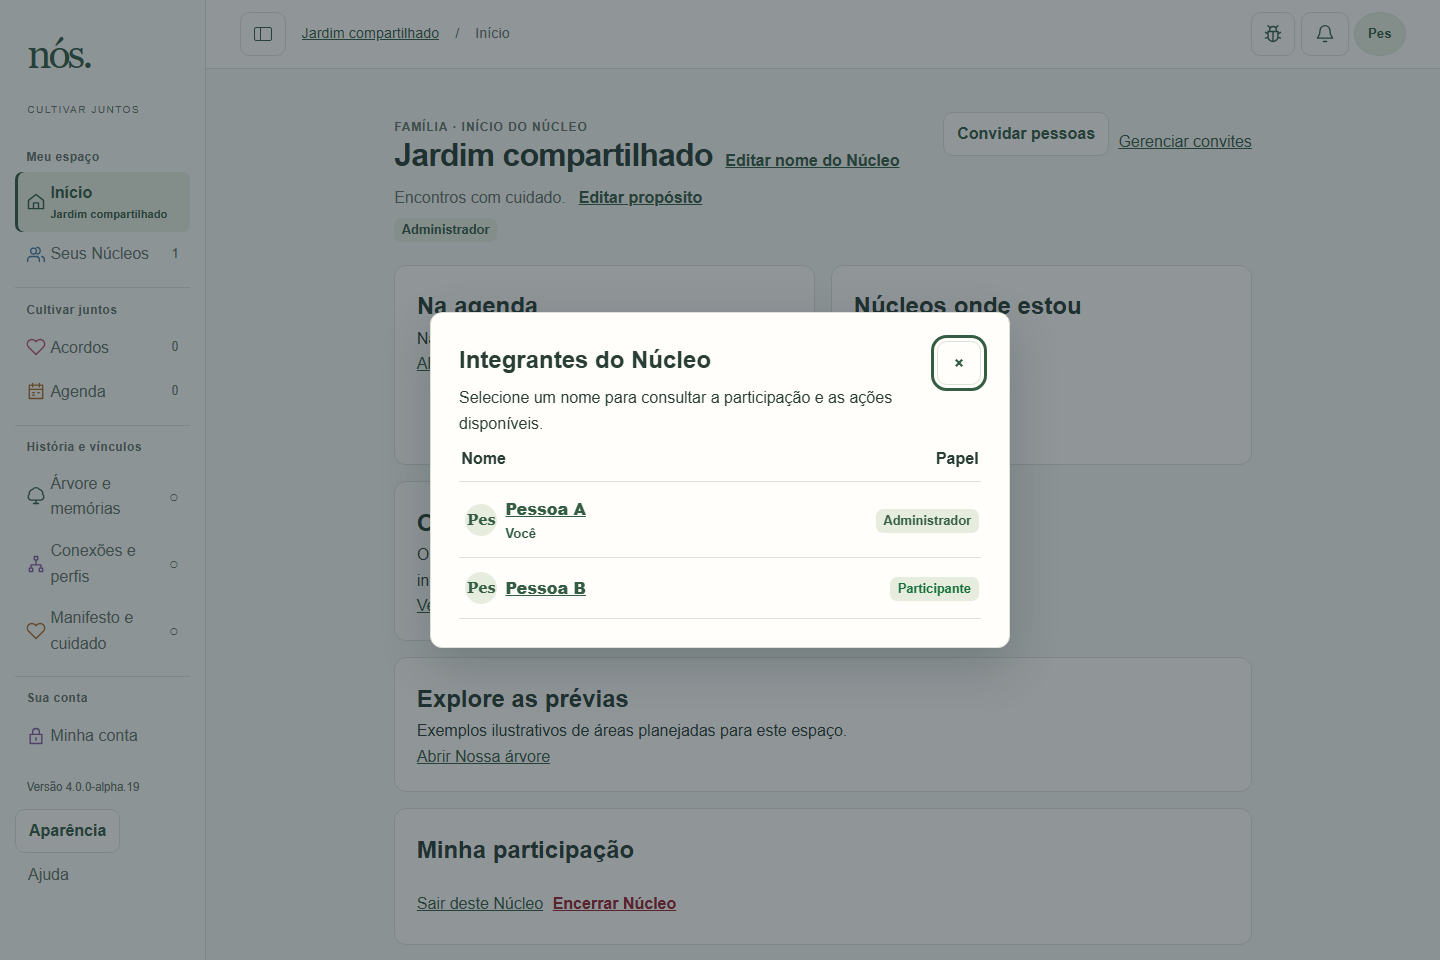 nós.
CULTIVAR JUNTOS
Meu espaço
Início
Jardim compartilhado
Seus Núcleos 1
Cultivar juntos
Acordos 0
Agenda 0
História e vínculos
Árvore e
memórias
Conexões e
perfis
Manifesto e
cuidado
Sua conta
Minha conta
Versão 4.0.0-alpha.19
Aparência
Ajuda
Jardim compartilhado / Início
Pes
FAMÍLIA · INÍCIO DO NÚCLEO
Jardim compartilhado Editar nome do Núcleo
Convidar pessoas Gerenciar convites
Encontros com cuidado. Editar propósito
Administrador
Na agenda
Núcleos onde estou
Integrantes do Núcleo ×
Selecione um nome para consultar a participação e as ações
disponíveis.
Nome Papel
Pes Pessoa A Administrador
Você
Pes Pessoa B Participante
Explore as prévias
Exemplos ilustrativos de áreas planejadas para este espaço.
Abrir Nossa árvore
Minha participação
Sair deste Núcleo Encerrar Núcleo